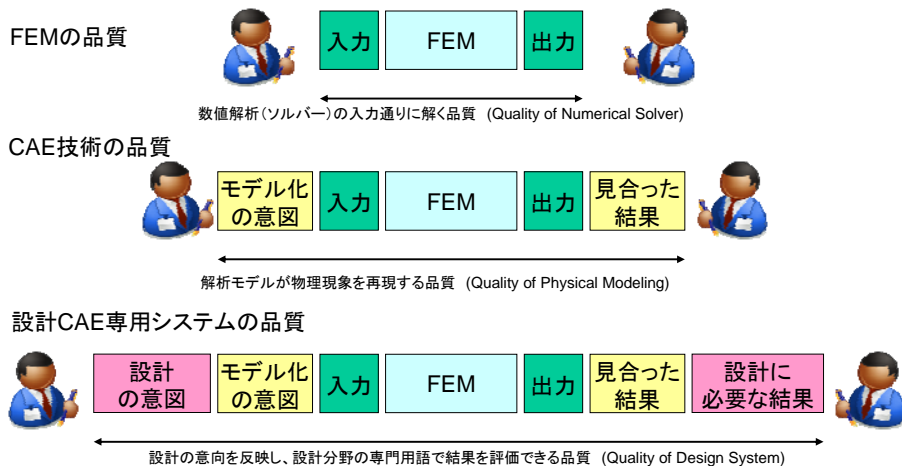 FEMの品質
入力
FEM
出力
数値解析(ソルバー)の入力通りに解く品質 (Quality of Numerical Solver)
CAE技術の品質
モデル化
の意図
入力
FEM
出力
見合った
結果
解析モデルが物理現象を再現する品質 (Quality of Physical Modeling)
設計CAE専用システムの品質
設計
の意図
モデル化
の意図
入力
FEM
出力
見合った
結果
設計に
必要な結果
設計の意向を反映し、設計分野の専門用語で結果を評価できる品質 (Quality of Design System)